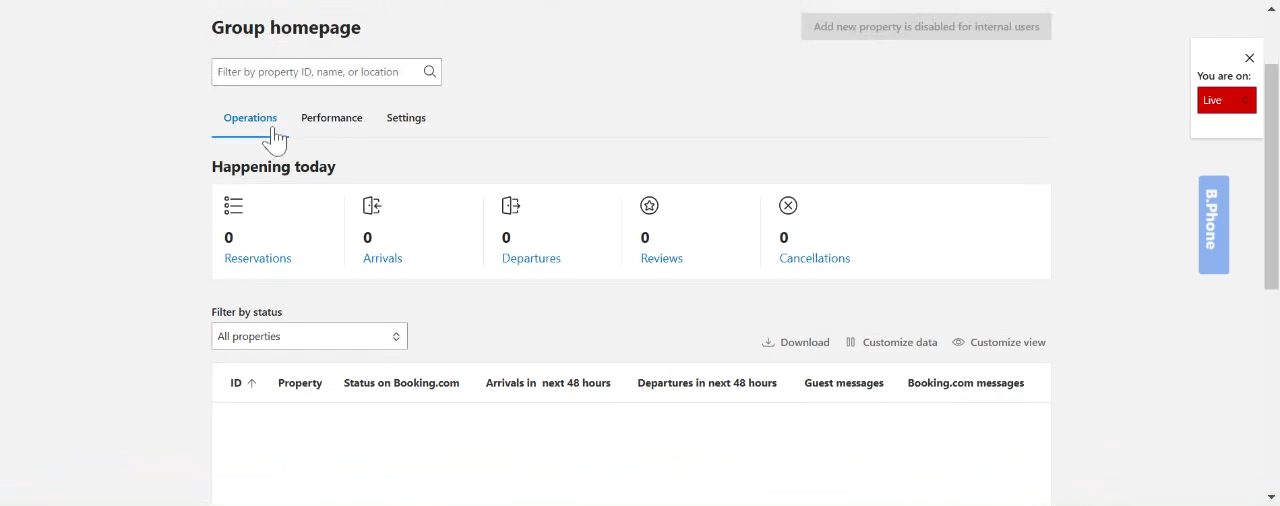 Group homepage
Add new property is disabled for internal users
Filter by property ID, name, or location
You are on:
Live
Operations
Performance
Settings
Happening today
0
Reservations
0
Arrivals
0
Departures
0
Reviews
0
Cancellations
B.Phone
Filter by status
All properties
Download
Customize data
Customize view
ID
Property
Status on Booking.com
Arrivals in next 48 hours
Departures in next 48 hours
Guest messages
Booking.com messages